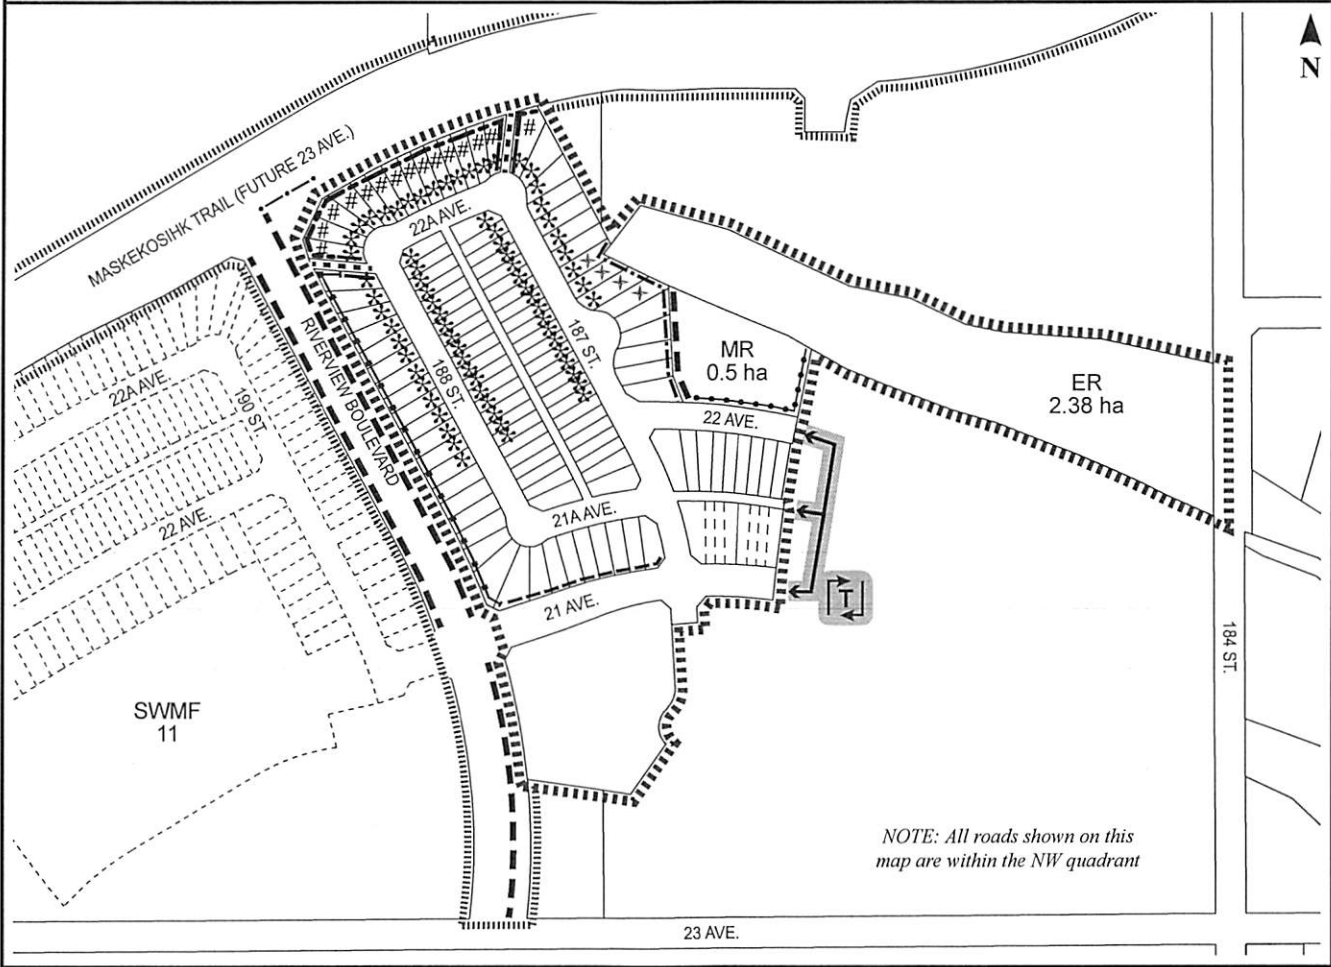 N
MASKEKOSIHK TRAIL (FUTURE 23 AVE.)
22A AVE.
RIVERVIEW BOULEVARD
187 ST.
188 ST.
MR
0.5 ha
ER
2.38 ha
22A AVE.
190 ST.
22 AVE.
22 AVE.
21A AVE.
21 AVE.
T
184 ST.
SWMF
11
NOTE: All roads shown on this
map are within the NW quadrant
23 AVE.